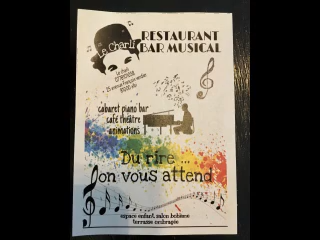 RESTAURANT
BAR MUSICAL
Le Charli
cabaret piano bar
café théâtre
animations
Du rire ...
on vous attend
espace enfant, salon bohème
terrasse ombragée